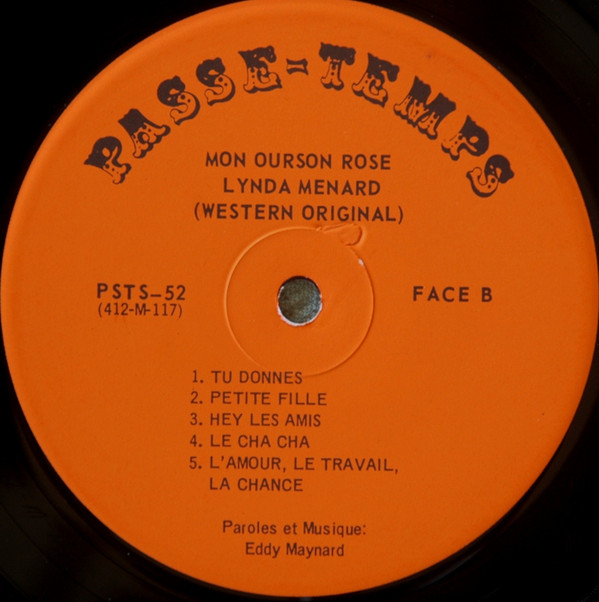 PASSE-TEMPS
MON OURSON ROSE
LYNDA MENARD
(WESTERN ORIGINAL)
PSTS-52
(412-M-117)
FACE B
1. TU DONNES
2. PETITE FILLE
3. HEY LES AMIS
4. LE CHA CHA
5. L'AMOUR, LE TRAVAIL,
LA CHANCE
Paroles et Musique:
Eddy Maynard